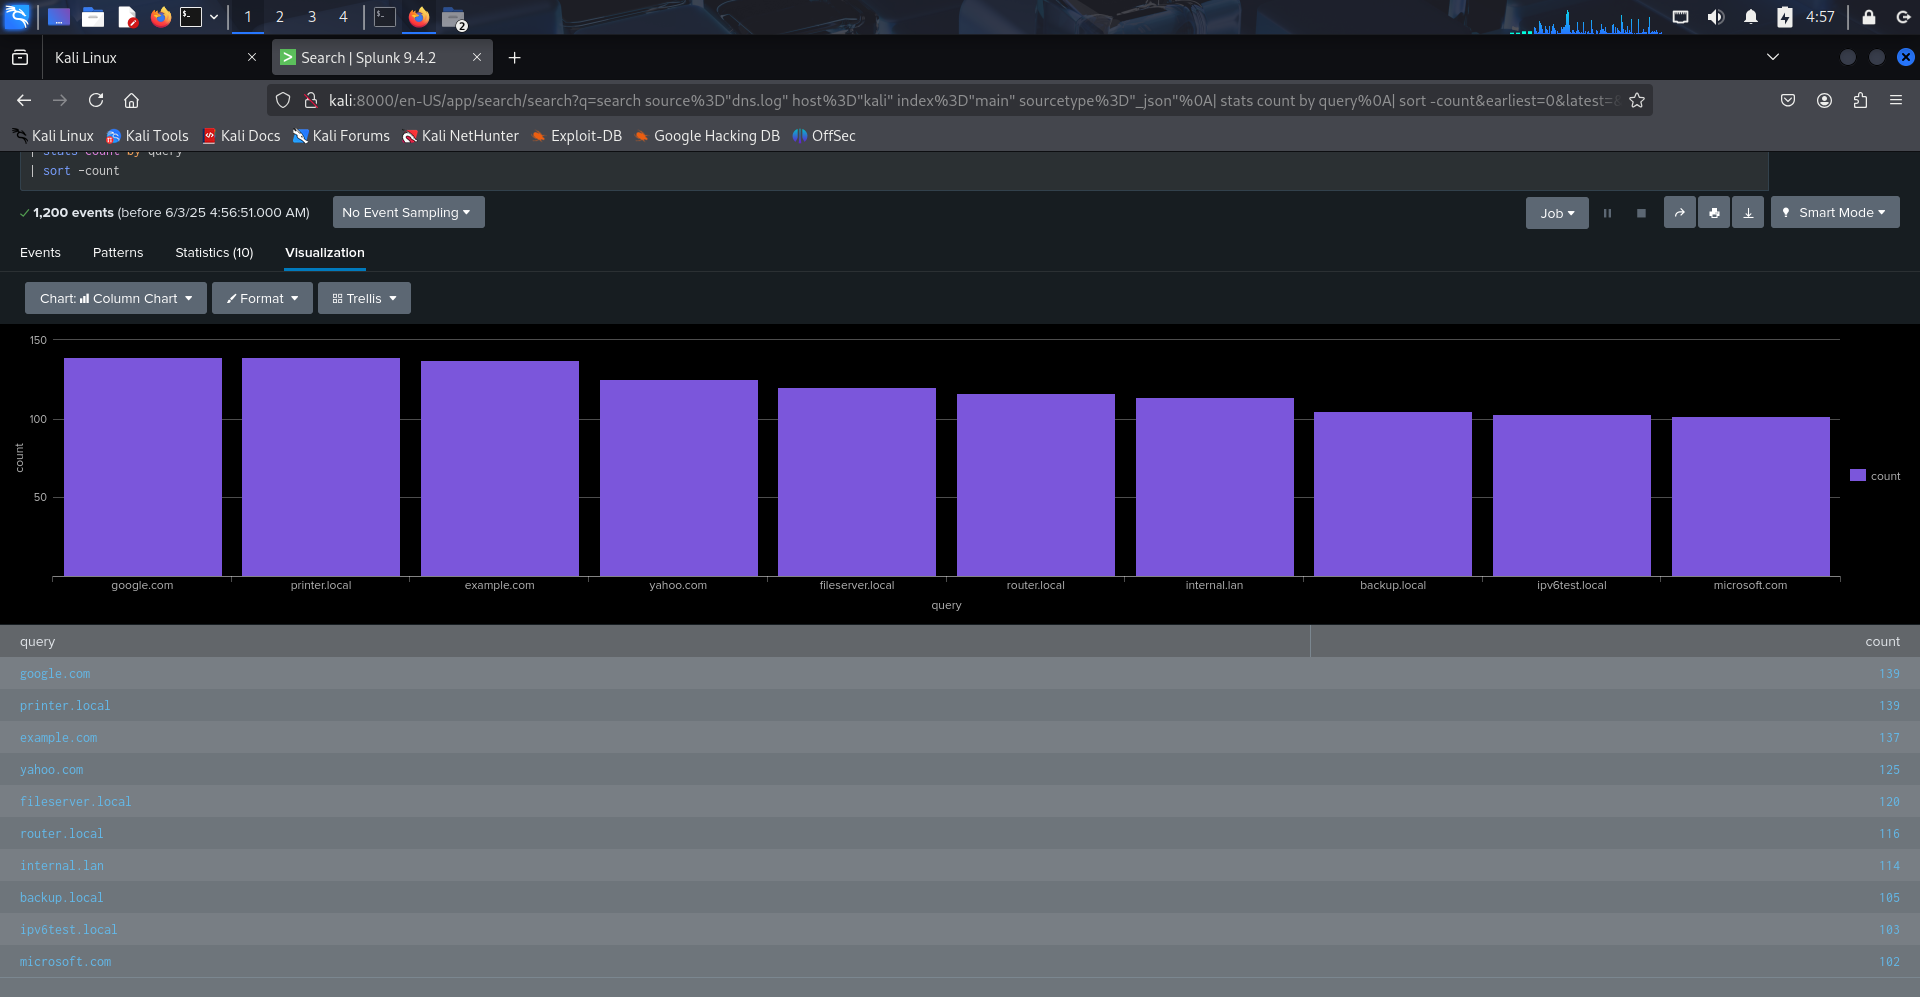 1 2 3 4 2 4:57
Kali Linux Search | Splunk 9.4.2
kali:8000/en-US/app/search/search?q=search source%3D"dns.log" host%3D"kali" index%3D"main" sourcetype%3D"_json"%0A| stats count by query%0A| sort -count&earliest=0&latest=
Kali Linux Kali Tools Kali Docs Kali Forums Kali NetHunter Exploit-DB Google Hacking DB OffSec
| stats count by query
| sort -count
1,200 events (before 6/3/25 4:56:51.000 AM) No Event Sampling Job Smart Mode
Events Patterns Statistics (10) Visualization
Chart: Column Chart Format Trellis
150
100
50
count
count
google.com printer.local example.com yahoo.com fileserver.local router.local internal.lan backup.local ipv6test.local microsoft.com
query
query count
google.com 139
printer.local 139
example.com 137
yahoo.com 125
fileserver.local 120
router.local 116
internal.lan 114
backup.local 105
ipv6test.local 103
microsoft.com 102